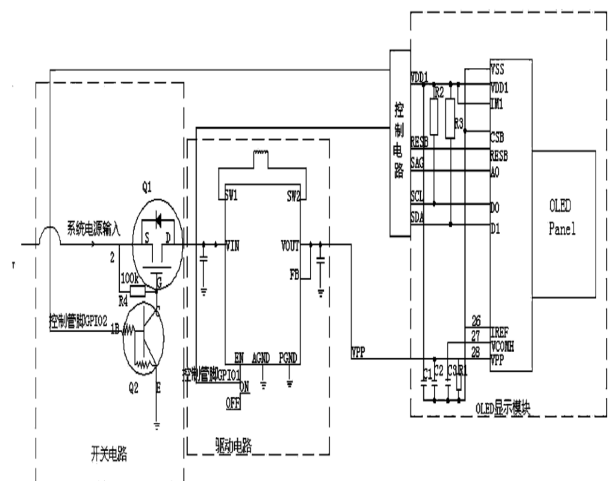 VSS
VDD1
VDD1
R2
IM1
控制电路
R3
CSB
RESB
RESB
SAG
A0
SCL
D0
SDA
D1
OLED
Panel
SW1
SW2
Q1
系统电源输入
S
D
2
VIN
VOUT
100k
G
FB
R4
C
控制管脚GPIO2
1B
26
IREF
27
VCOMH
VPP
28
VPP
EN
AGND
PGND
Q2
E
控制管脚GPIO1
ON
OFF
C1
C2
C3
R1
OLED显示模块
开关电路
驱动电路